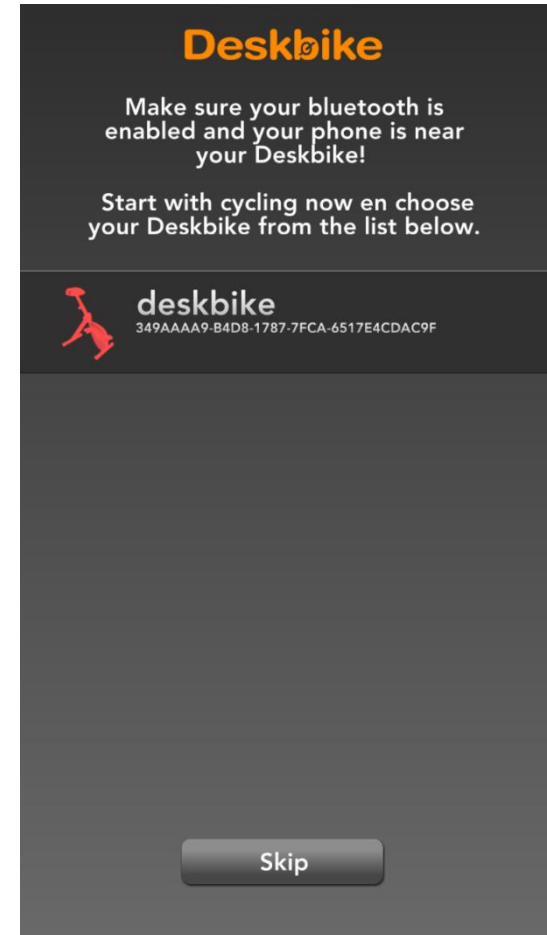 Deskbike
Make sure your bluetooth is
enabled and your phone is near
your Deskbike!
Start with cycling now en choose
your Deskbike from the list below.
deskbike
349AAAA9-B4D8-1787-7FCA-6517E4CDAC9F
Skip